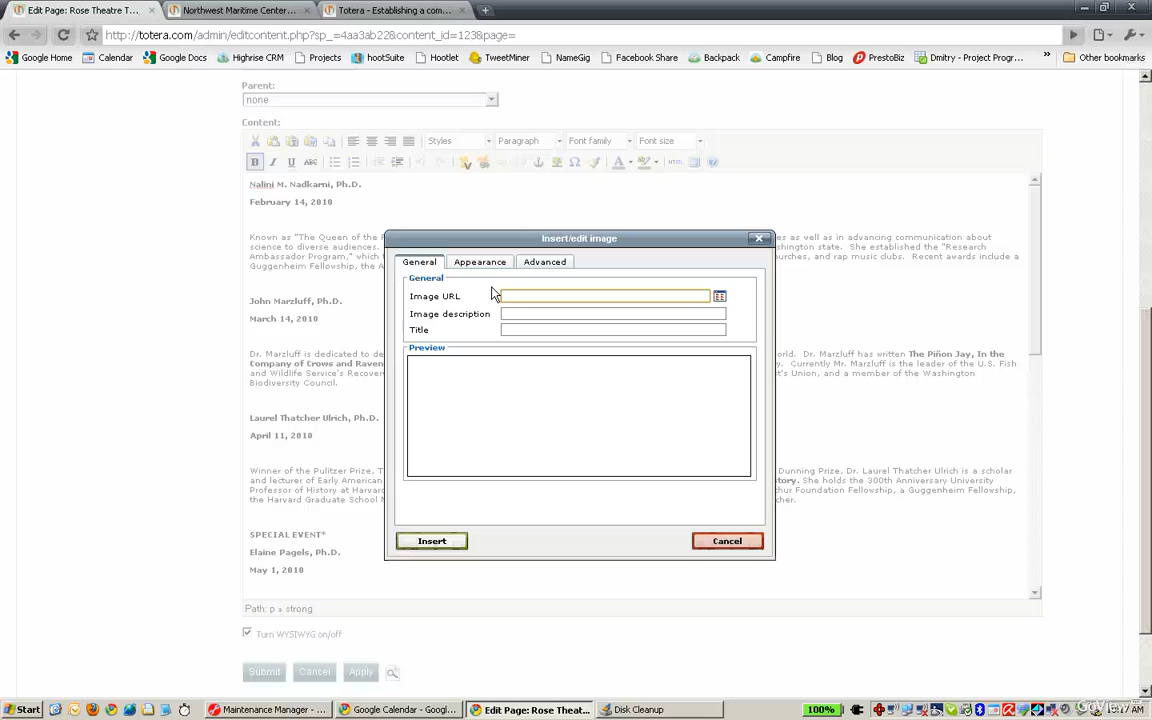 Edit Page: Rose Theatre T...
Northwest Maritime Center...
Totera - Establishing a com...
http://totera.com/admin/editcontent.php?sp_=4aa3ab22&content_id=123&page=
Google Home
Calendar
Google Docs
Highrise CRM
Projects
hootSuite
Hootlet
TweetMiner
NameGig
Facebook Share
Backpack
Campfire
Blog
PrestoBiz
Dmitry - Project Progr...
»
Other bookmarks
Parent:
none
Content:
Styles
Paragraph
Font family
Font size
B I U ABC
HTML
Nalini M. Nadkarni, Ph.D.
February 14, 2010
Known as "The Queen of the
es as well as in advancing communication about
science to diverse audiences.
shington state. She established the "Research
Ambassador Program," which
urches, and rap music clubs. Recent awards include a
Guggenheim Fellowship, the A
John Marzluff, Ph.D.
March 14, 2010
Dr. Marzluff is dedicated to de
orld. Dr. Marzluff has written The Piñon Jay, In the
Company of Crows and Raven
y. Currently Mr. Marzluff is the leader of the U.S. Fish
and Wildlife Service's Recover
t's Union, and a member of the Washington
Biodiversity Council.
Laurel Thatcher Ulrich, Ph.D.
April 11, 2010
Winner of the Pulitzer Prize, T
Dunning Prize, Dr. Laurel Thatcher Ulrich is a scholar
and lecturer of Early American
tory. She holds the 300th Anniversary University
Professor of History at Harvard
thur Foundation Fellowship, a Guggenheim Fellowship,
the Harvard Graduate School
cher.
SPECIAL EVENT*
Elaine Pagels, Ph.D.
May 1, 2010
Path: p » strong
Turn WYSIWYG on/off
Submit
Cancel
Apply
Insert/edit image
General
Appearance
Advanced
General
Image URL
Image description
Title
Preview
Insert
Cancel
Start
Maintenance Manager - ...
Google Calendar - Googl...
Edit Page: Rose Theat...
Disk Cleanup
100%
GoView
:17 AM